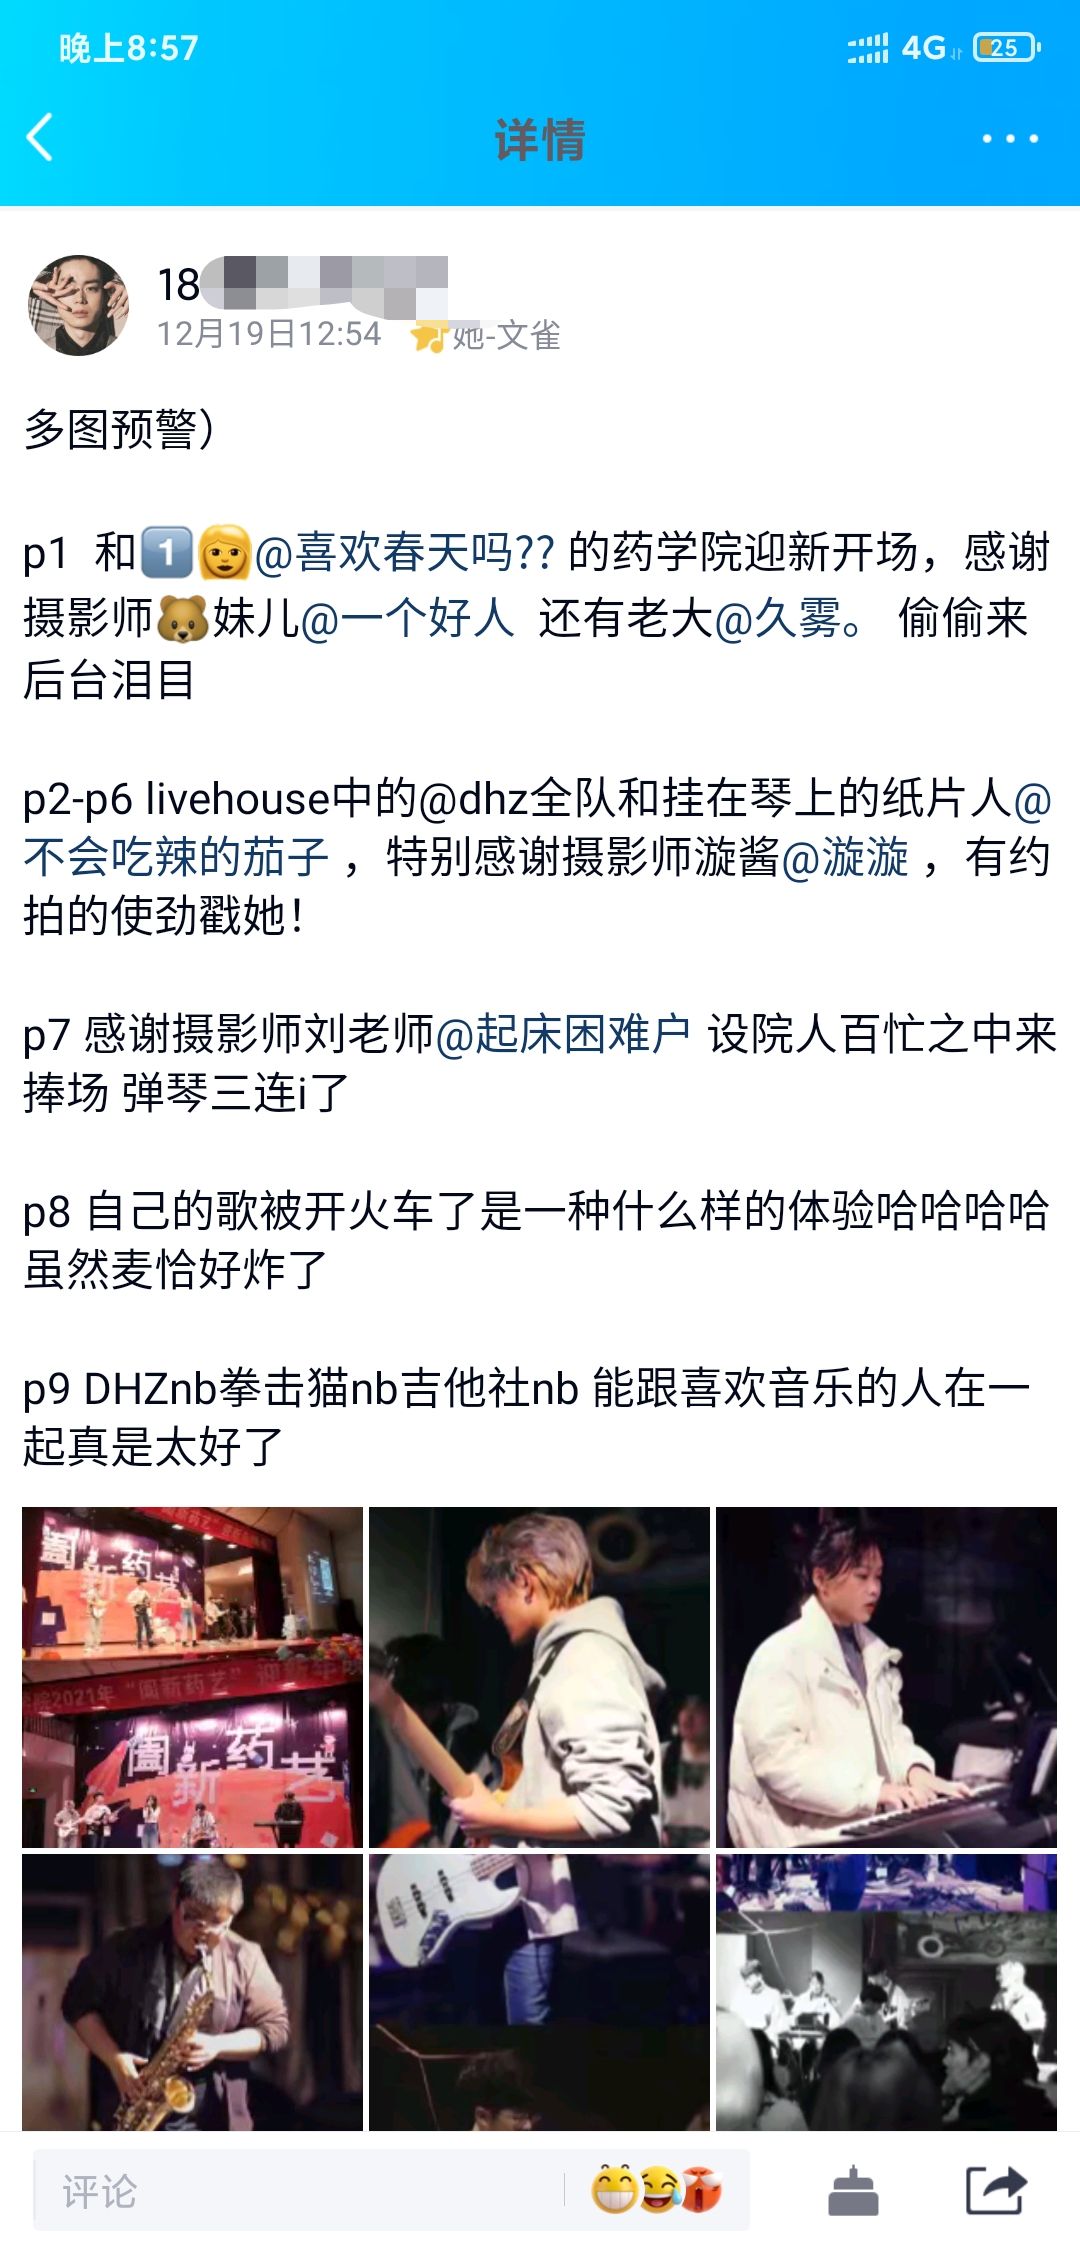 晚上8:57
4G
25
详情
18
12月19日12:54 她-文雀
多图预警）
p1 和1️⃣👱‍♀️@喜欢春天吗?? 的药学院迎新开场，感谢
摄影师🐻妹儿@一个好人 还有老大@久雾。 偷偷来
后台泪目
p2-p6 livehouse中的@dhz全队和挂在琴上的纸片人@
不会吃辣的茄子 ，特别感谢摄影师漩酱@漩漩 ，有约
拍的使劲戳她！
p7 感谢摄影师刘老师@起床困难户 设院人百忙之中来
捧场 弹琴三连i了
p8 自己的歌被开火车了是一种什么样的体验哈哈哈哈
虽然麦恰好炸了
p9 DHZnb拳击猫nb吉他社nb 能跟喜欢音乐的人在一
起真是太好了
阖新药艺
院2021年“阖新药艺”迎新
阖新药艺
评论